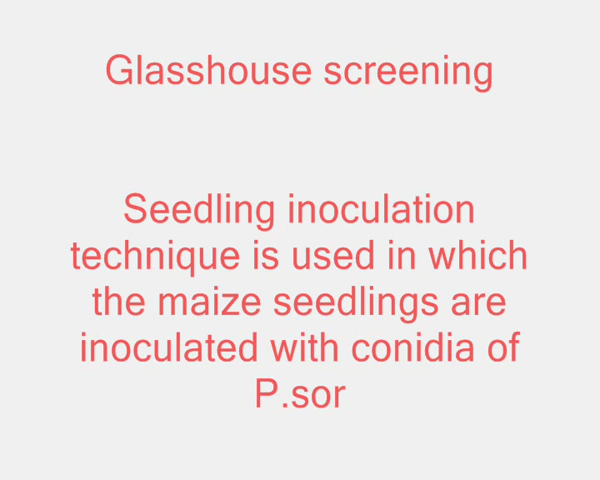 Glasshouse screening
Seedling inoculation
technique is used in which
the maize seedlings are
inoculated with conidia of
P.sor